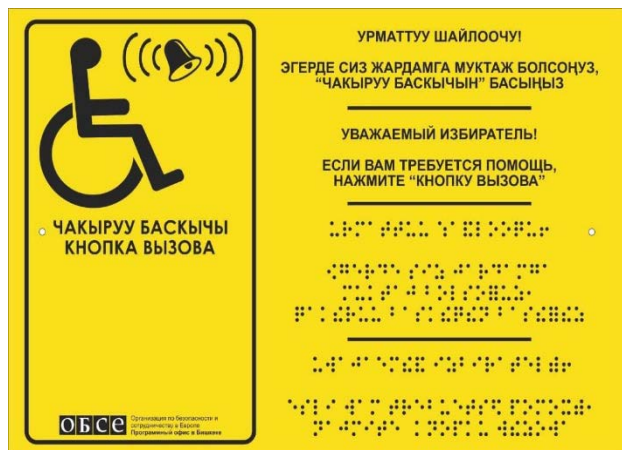 ЧАКЫРУУ БАСКЫЧЫ
КНОПКА ВЫЗОВА
ОБСЕ
Организация по безопасности и
сотрудничеству в Европе
Программный офис в Бишкеке
УРМАТТУУ ШАЙЛООЧУ!
ЭГЕРДЕ СИЗ ЖАРДАМГА МУКТАЖ БОЛСОҢУЗ,
“ЧАКЫРУУ БАСКЫЧЫН” БАСЫҢЫЗ
УВАЖАЕМЫЙ ИЗБИРАТЕЛЬ!
ЕСЛИ ВАМ ТРЕБУЕТСЯ ПОМОЩЬ,
НАЖМИТЕ “КНОПКУ ВЫЗОВА”